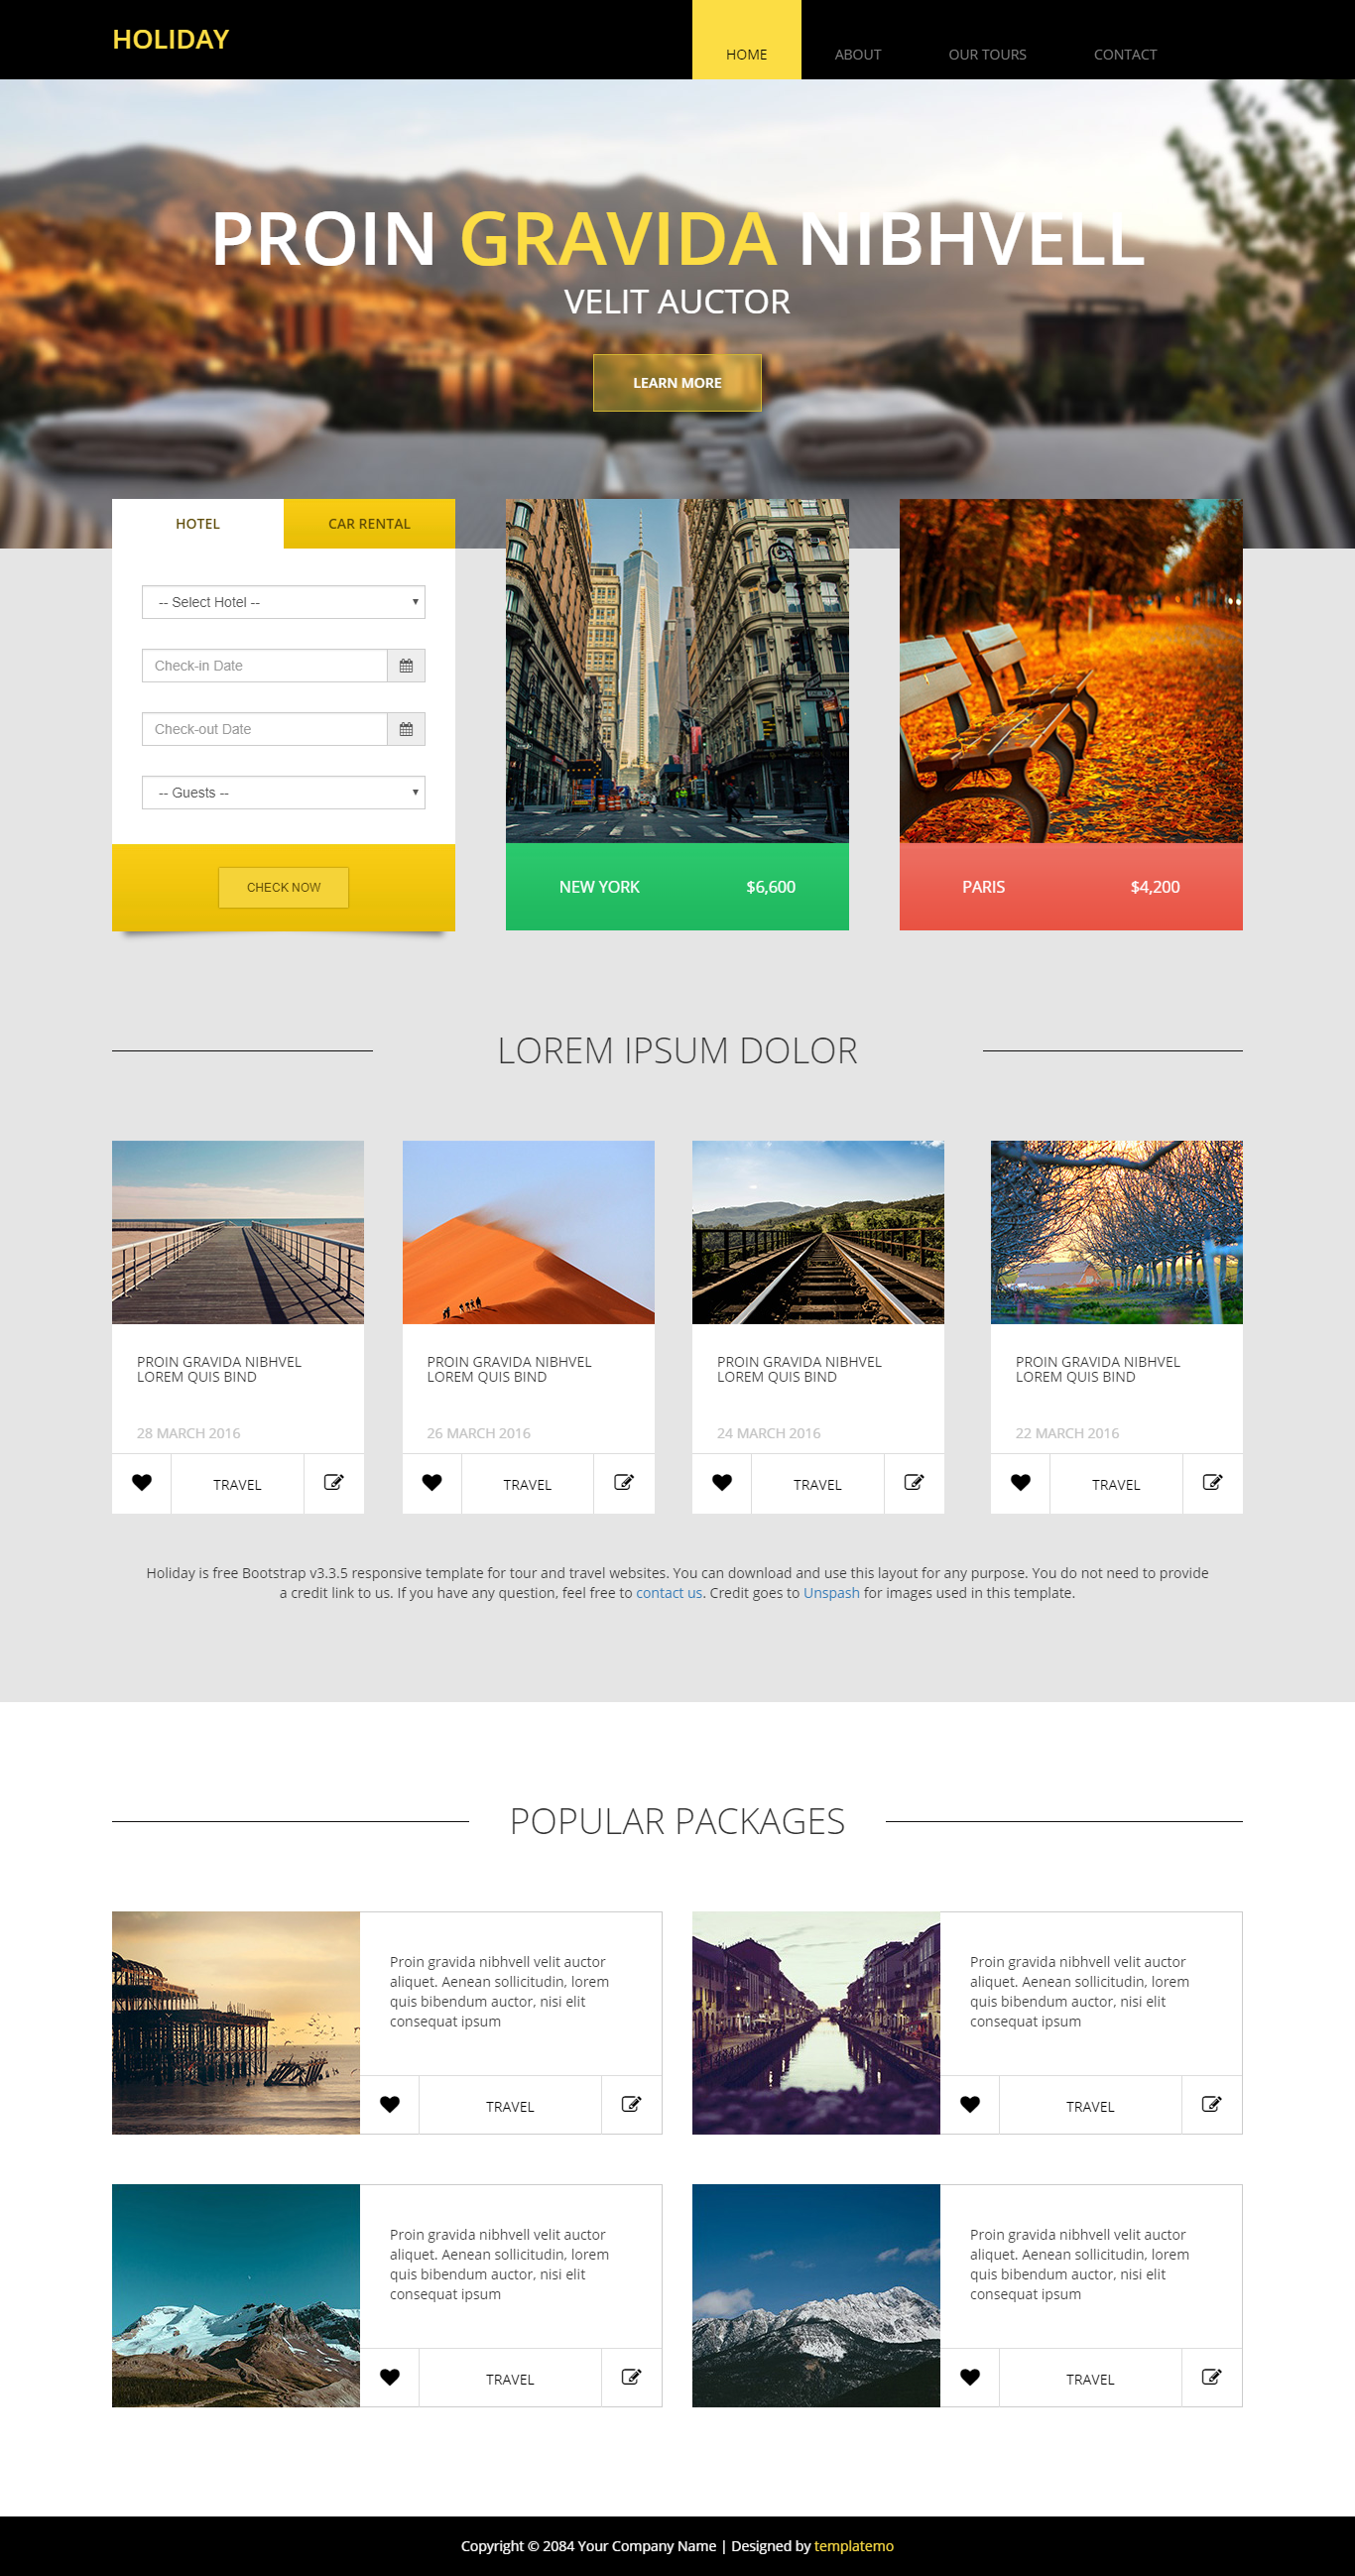 HOLIDAY
HOME ABOUT OUR TOURS CONTACT
PROIN GRAVIDA NIBHVELL
VELIT AUCTOR
LEARN MORE
HOTEL CAR RENTAL
-- Select Hotel --
Check-in Date
Check-out Date
-- Guests --
CHECK NOW
NEW YORK $6,600
PARIS $4,200
LOREM IPSUM DOLOR
PROIN GRAVIDA NIBHVEL
LOREM QUIS BIND
28 MARCH 2016
TRAVEL
PROIN GRAVIDA NIBHVEL
LOREM QUIS BIND
26 MARCH 2016
TRAVEL
PROIN GRAVIDA NIBHVEL
LOREM QUIS BIND
24 MARCH 2016
TRAVEL
PROIN GRAVIDA NIBHVEL
LOREM QUIS BIND
22 MARCH 2016
TRAVEL
Holiday is free Bootstrap v3.3.5 responsive template for tour and travel websites. You can download and use this layout for any purpose. You do not need to provide
a credit link to us. If you have any question, feel free to contact us. Credit goes to Unspash for images used in this template.
POPULAR PACKAGES
Proin gravida nibhvell velit auctor
aliquet. Aenean sollicitudin, lorem
quis bibendum auctor, nisi elit
consequat ipsum
TRAVEL
Proin gravida nibhvell velit auctor
aliquet. Aenean sollicitudin, lorem
quis bibendum auctor, nisi elit
consequat ipsum
TRAVEL
Proin gravida nibhvell velit auctor
aliquet. Aenean sollicitudin, lorem
quis bibendum auctor, nisi elit
consequat ipsum
TRAVEL
Proin gravida nibhvell velit auctor
aliquet. Aenean sollicitudin, lorem
quis bibendum auctor, nisi elit
consequat ipsum
TRAVEL
Copyright © 2084 Your Company Name | Designed by templatemo